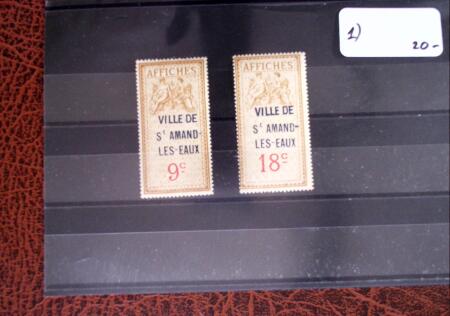 1)
20-
AFFICHES
VILLE DE
St AMAND-
LES-EAUX
9c
AFFICHES
VILLE DE
St AMAND-
LES-EAUX
18c